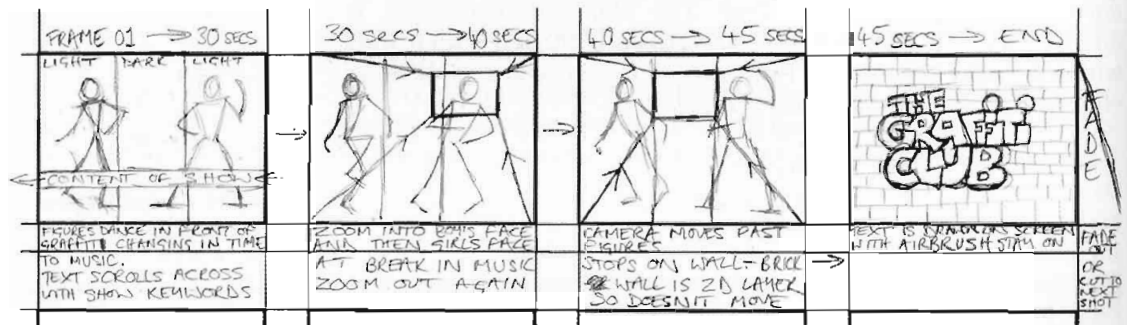 FRAME 01 → 30 SECS
LIGHT DARK LIGHT
CONTENT OF SHOW
FIGURES DANCE IN FRONT OF
GRAFFITI CHANGING IN TIME
TO MUSIC.
TEXT SCROLLS ACROSS
WITH SHOW KEYWORDS
30 SECS → 40 SECS
ZOOM INTO BOY'S FACE
AND THEN GIRLS FACE
AT BREAK IN MUSIC
ZOOM OUT AGAIN
40 SECS → 45 SECS
CAMERA MOVES PAST
FIGURES
STOPS ON WALL - BRICK
WALL IS 2D LAYER
SO DOESN'T MOVE
45 SECS → END
THE
GRAFFITI
CLUB
TEXT IS DRAWN ON SCREEN
WITH AIRBRUSH STAY ON
FADE
FADE
OUT
OR
CUT TO
NEXT
SHOT